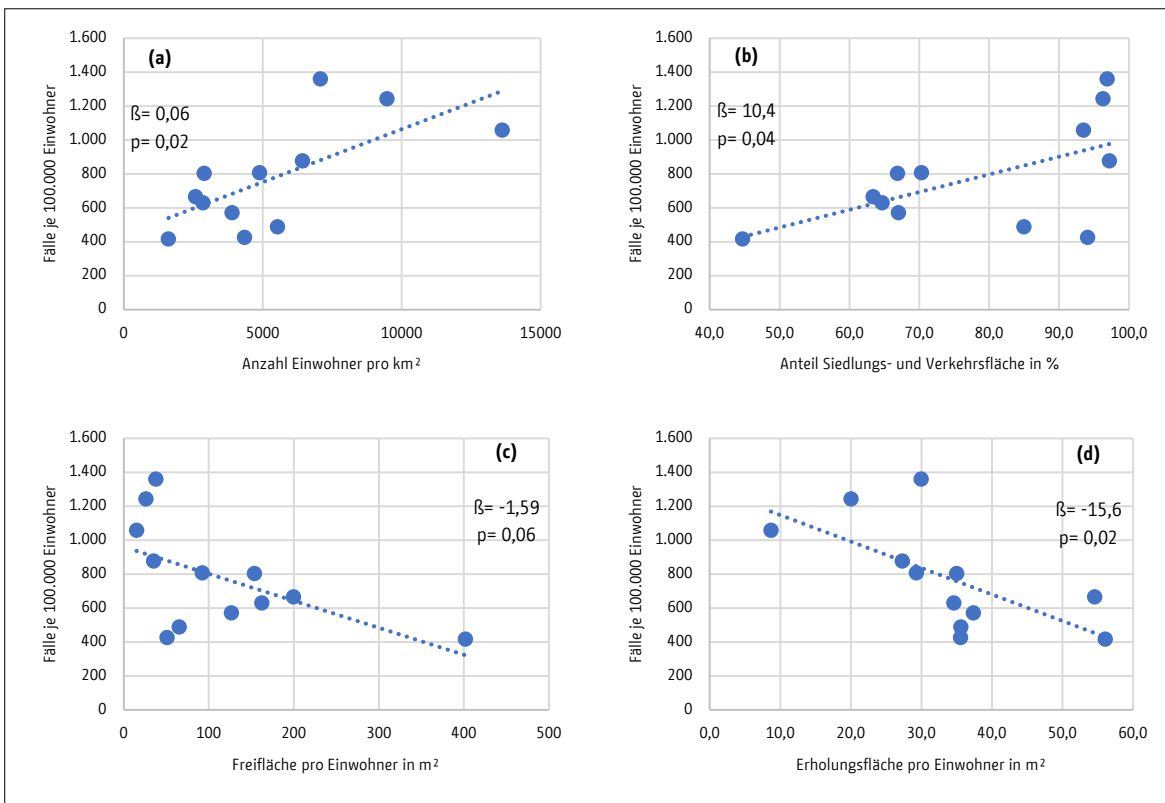 (a)
ß= 0,06
p= 0,02
Fälle je 100.000 Einwohner
1.600
1.400
1.200
1.000
800
600
400
200
0
0 5000 10000 15000
Anzahl Einwohner pro km²
(b)
ß= 10,4
p= 0,04
Fälle je 100.000 Einwohner
1.600
1.400
1.200
1.000
800
600
400
200
0
40,0 50,0 60,0 70,0 80,0 90,0 100,0
Anteil Siedlungs- und Verkehrsfläche in %
(c)
ß= -1,59
p= 0,06
Fälle je 100.000 Einwohner
1.600
1.400
1.200
1.000
800
600
400
200
0
0 100 200 300 400 500
Freifläche pro Einwohner in m²
(d)
ß= -15,6
p= 0,02
Fälle je 100.000 Einwohner
1.600
1.400
1.200
1.000
800
600
400
200
0
0,0 10,0 20,0 30,0 40,0 50,0 60,0
Erholungsfläche pro Einwohner in m²